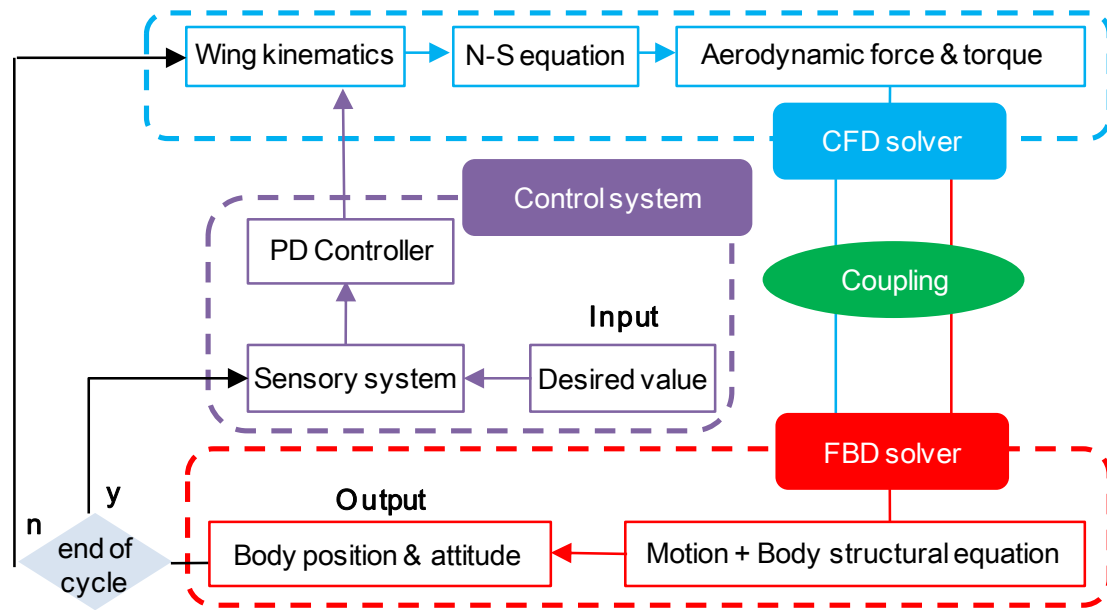 Wing kinematics
N-S equation
Aerodynamic force & torque
CFD solver
Control system
PD Controller
Coupling
Input
Sensory system
Desired value
FBD solver
Output
y
n
end of
cycle
Body position & attitude
Motion + Body structural equation